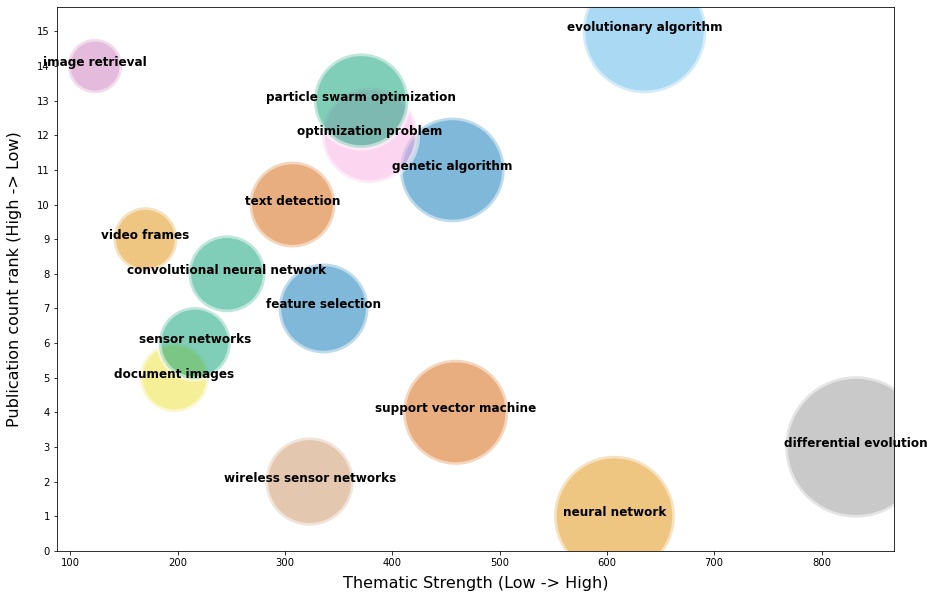 15
evolutionary algorithm
14
image retrieval
13
particle swarm optimization
12
optimization problem
11
genetic algorithm
10
text detection
9
video frames
8
convolutional neural network
7
feature selection
6
sensor networks
5
document images
4
support vector machine
3
differential evolution
2
wireless sensor networks
1
neural network
0
100 200 300 400 500 600 700 800
Thematic Strength (Low -> High)
Publication count rank (High -> Low)